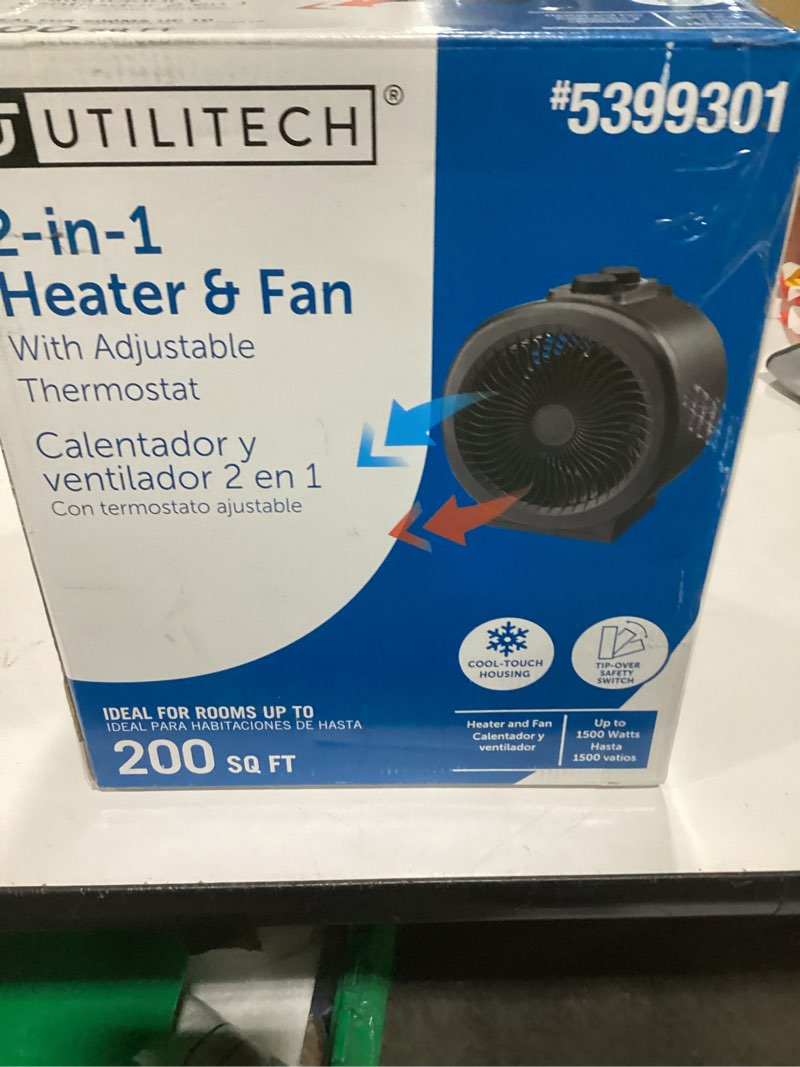 UTILITECH®
#5399301
2-in-1
Heater & Fan
With Adjustable
Thermostat
Calentador y
ventilador 2 en 1
Con termostato ajustable
COOL-TOUCH
HOUSING
TIP-OVER
SAFETY
SWITCH
IDEAL FOR ROOMS UP TO
IDEAL PARA HABITACIONES DE HASTA
200 SQ FT
Heater and Fan
Calentador y
ventilador
Up to
1500 Watts
Hasta
1500 vatios